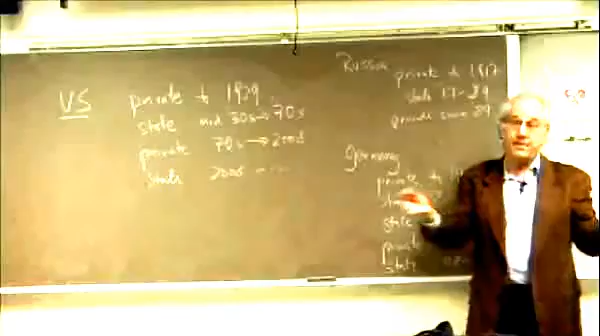 VS
private to 1929
state mid 30s → 70s
private 70s → 2008
state 2008
Russia
private to 1917
state 17-89
private since 89
Germany
private to
state
private
state